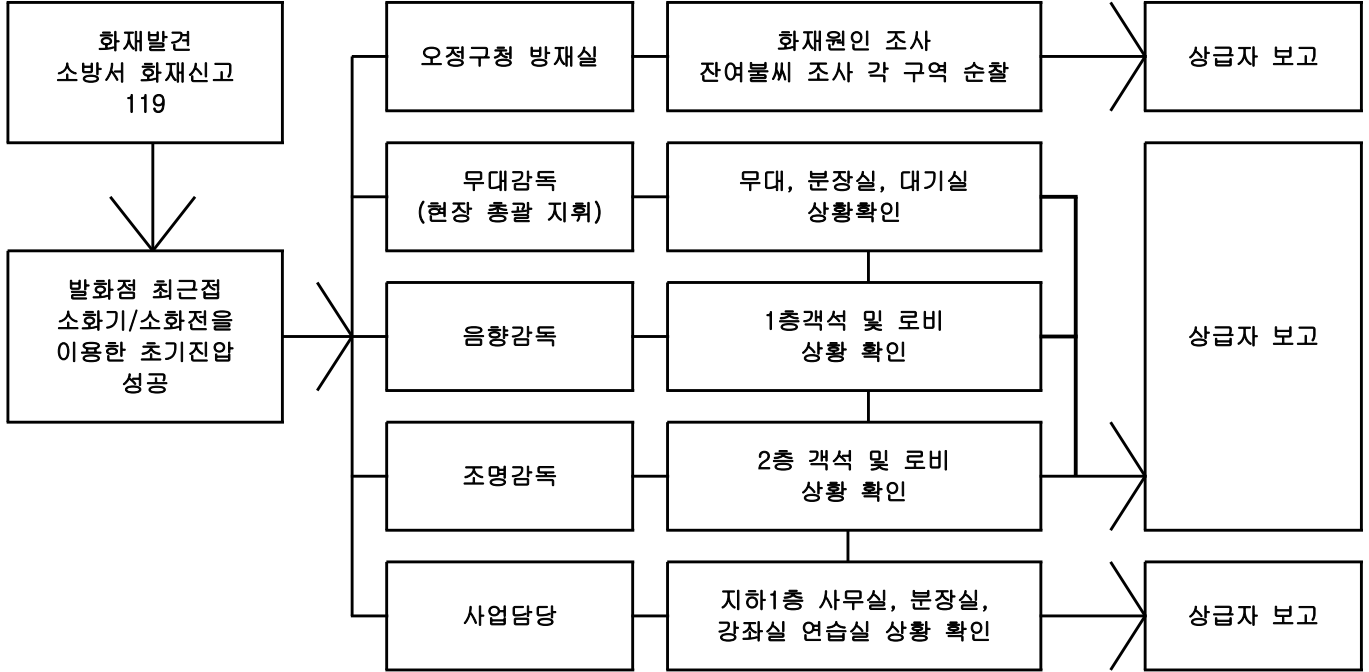 화재발견
소방서 화재신고
119
발화점 최근접
소화기/소화전을
이용한 초기진압
성공
오정구청 방재실
화재원인 조사
잔여불씨 조사 각 구역 순찰
상급자 보고
무대감독
(현장 총괄 지휘)
무대, 분장실, 대기실
상황확인
음향감독
1층객석 및 로비
상황 확인
상급자 보고
조명감독
2층 객석 및 로비
상황 확인
사업담당
지하1층 사무실, 분장실,
강좌실 연습실 상황 확인
상급자 보고